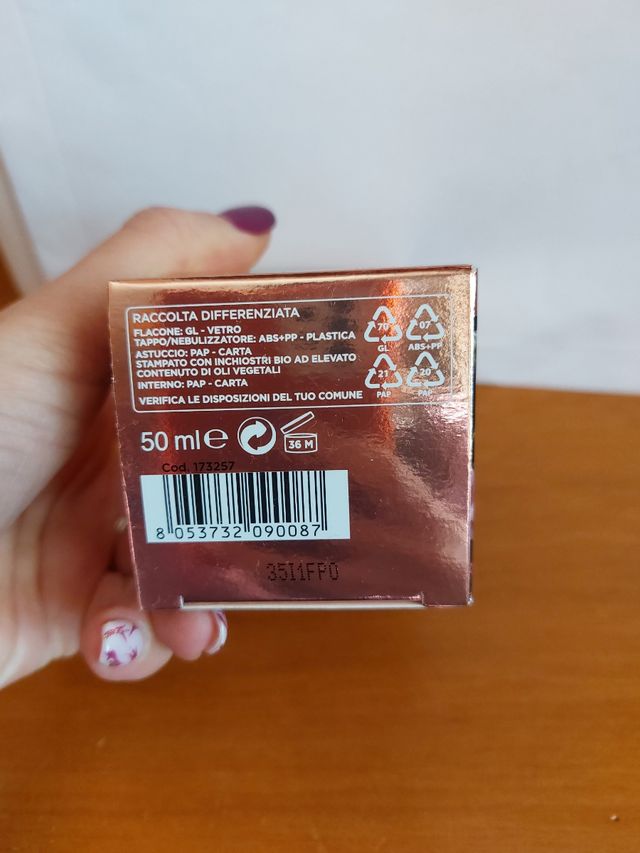 RACCOLTA DIFFERENZIATA
FLACONE: GL - VETRO
TAPPO/NEBULIZZATORE: ABS+PP - PLASTICA
ASTUCCIO: PAP - CARTA
STAMPATO CON INCHIOSTRI BIO AD ELEVATO
CONTENUTO DI OLI VEGETALI
INTERNO: PAP - CARTA
VERIFICA LE DISPOSIZIONI DEL TUO COMUNE
70 07
GL ABS+PP
21 20
PAP PAP
50 ml e 36 M
Cod. 173257
8 053732 090087
35I1FPO